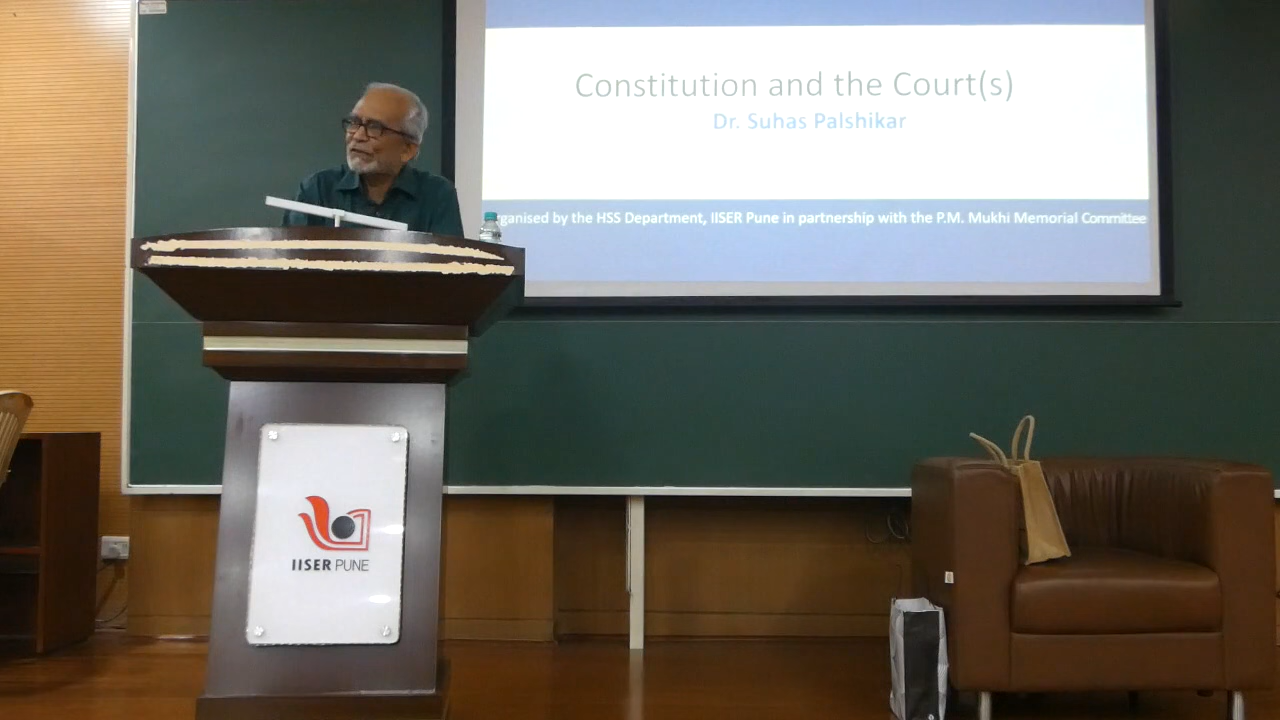 Constitution and the Court(s)
Dr. Suhas Palshikar
rganised by the HSS Department, IISER Pune in partnership with the P.M. Mukhi Memorial Committee
IISER PUNE